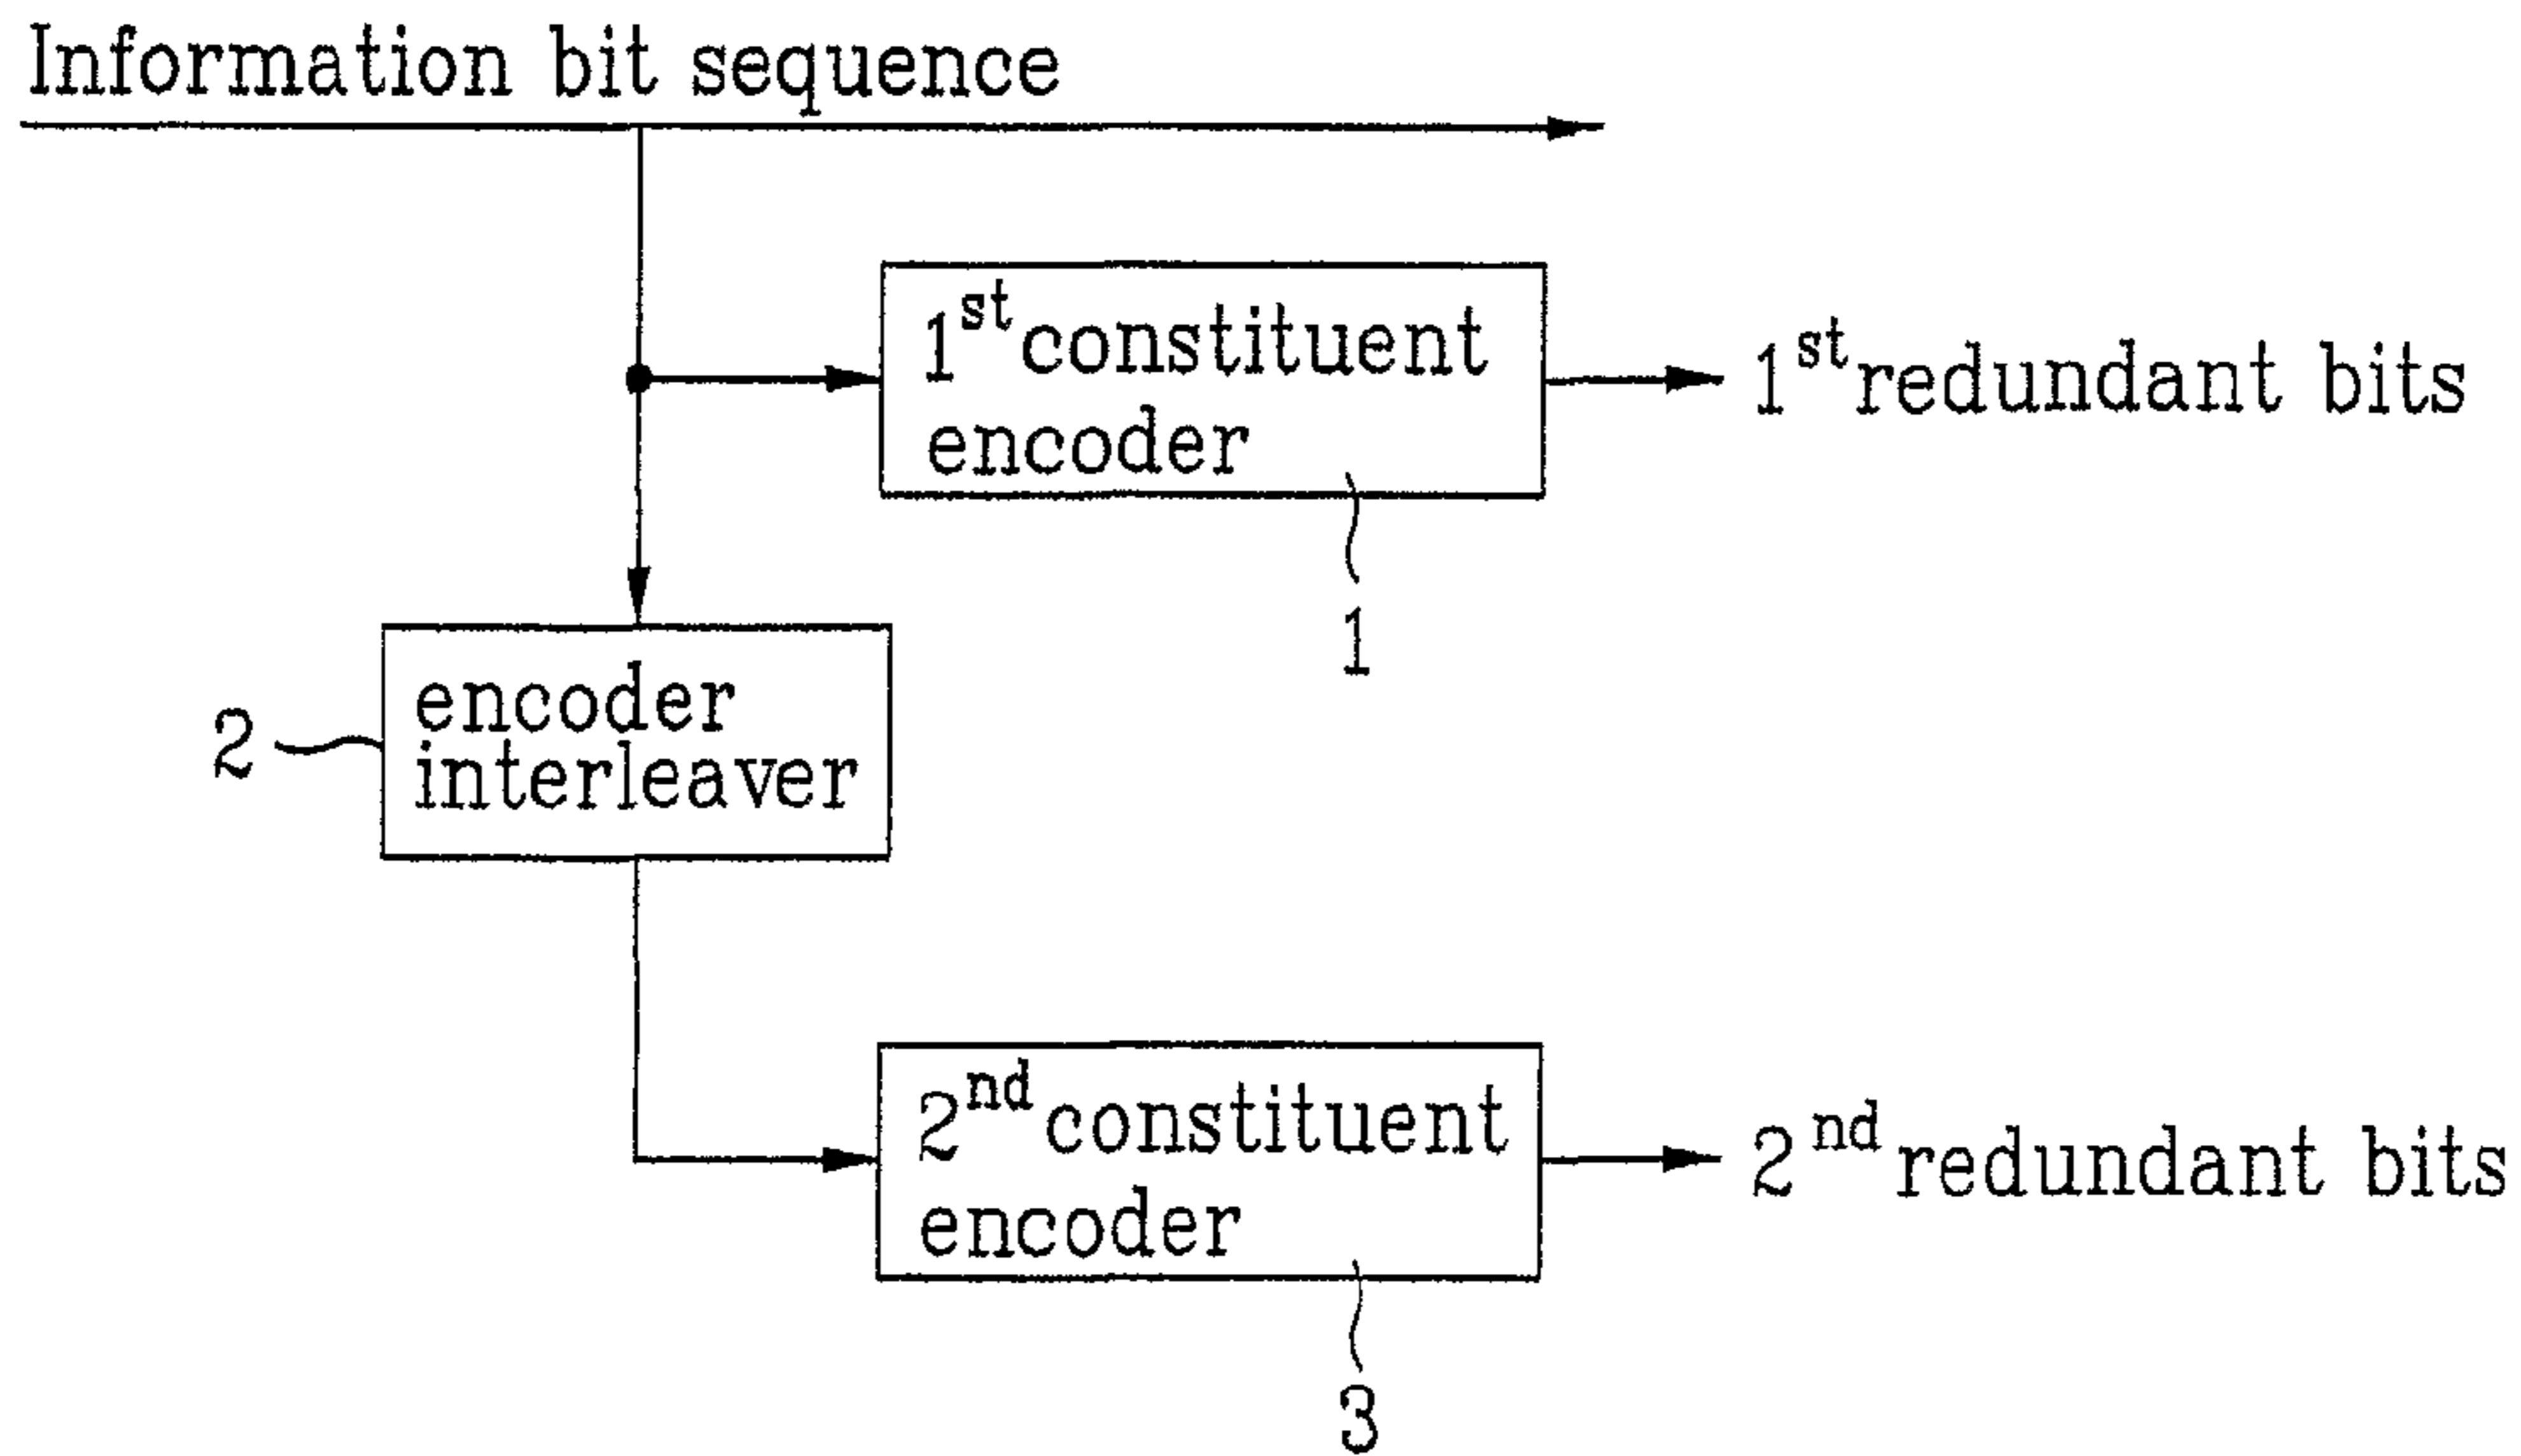 Information bit sequence
1st constituent
encoder
1st redundant bits
1
encoder
interleaver
2
2nd constituent
encoder
2nd redundant bits
3